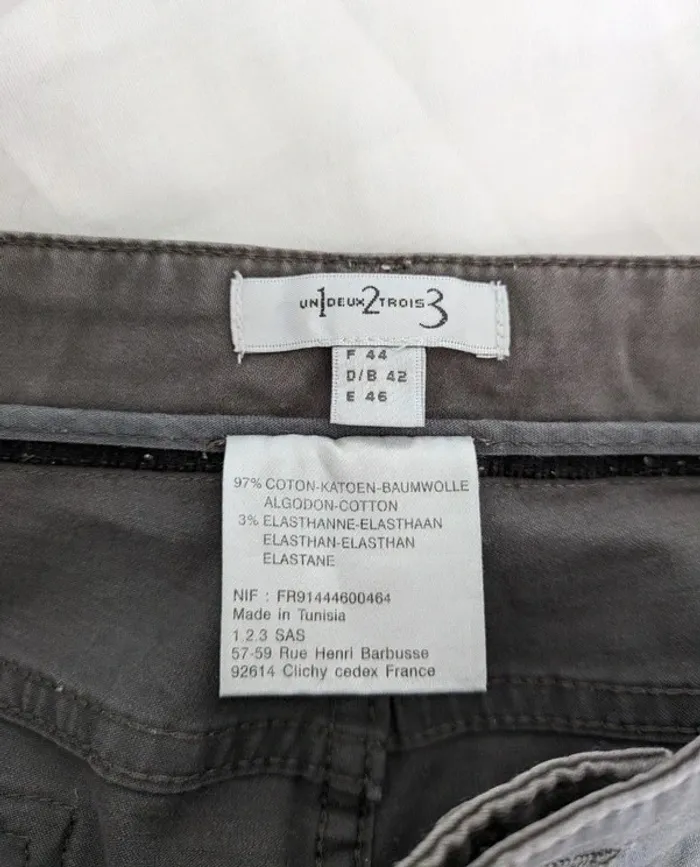 UN1DEUX2TROIS3
F 44
D/B 42
E 46
97% COTON-KATOEN-BAUMWOLLE
ALGODON-COTTON
3% ELASTHANNE-ELASTHAAN
ELASTHAN-ELASTHAN
ELASTANE
NIF : FR91444600464
Made in Tunisia
1.2.3 SAS
57-59 Rue Henri Barbusse
92614 Clichy cedex France